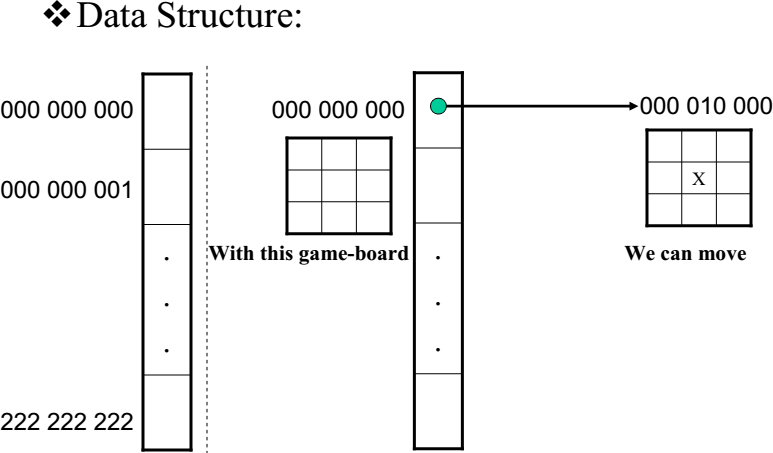 ❖ Data Structure:
000 000 000
000 000 001
.
.
.
222 222 222
000 000 000
With this game-board
.
.
.
000 010 000
X
We can move